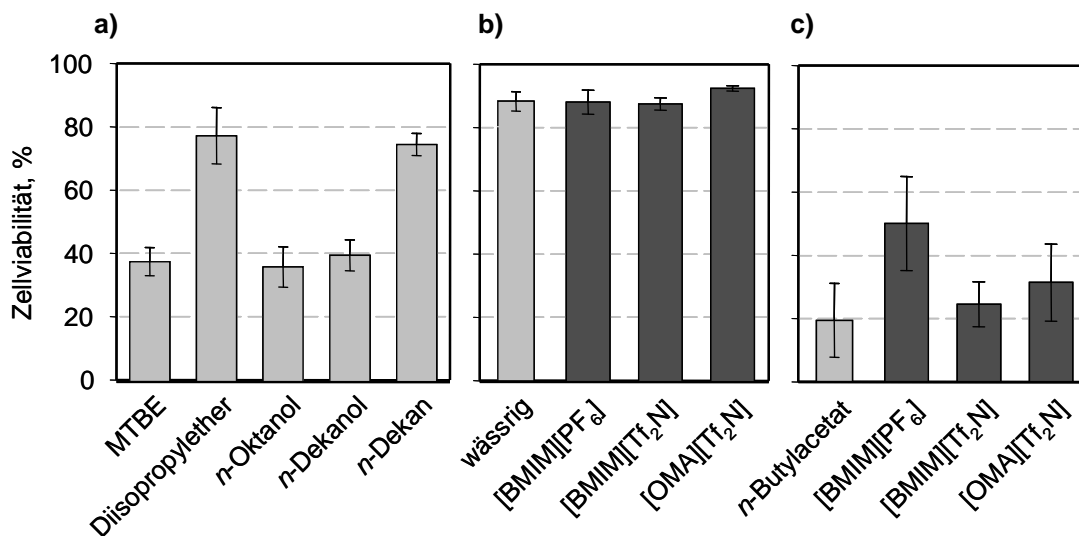 a)
b)
c)
Zellviabilität, %
100
80
60
40
20
0
MTBE
Diisopropylether
n-Oktanol
n-Dekanol
n-Dekan
wässrig
[BMIM][PF6]
[BMIM][Tf2N]
[OMA][Tf2N]
n-Butylacetat
[BMIM][PF6]
[BMIM][Tf2N]
[OMA][Tf2N]